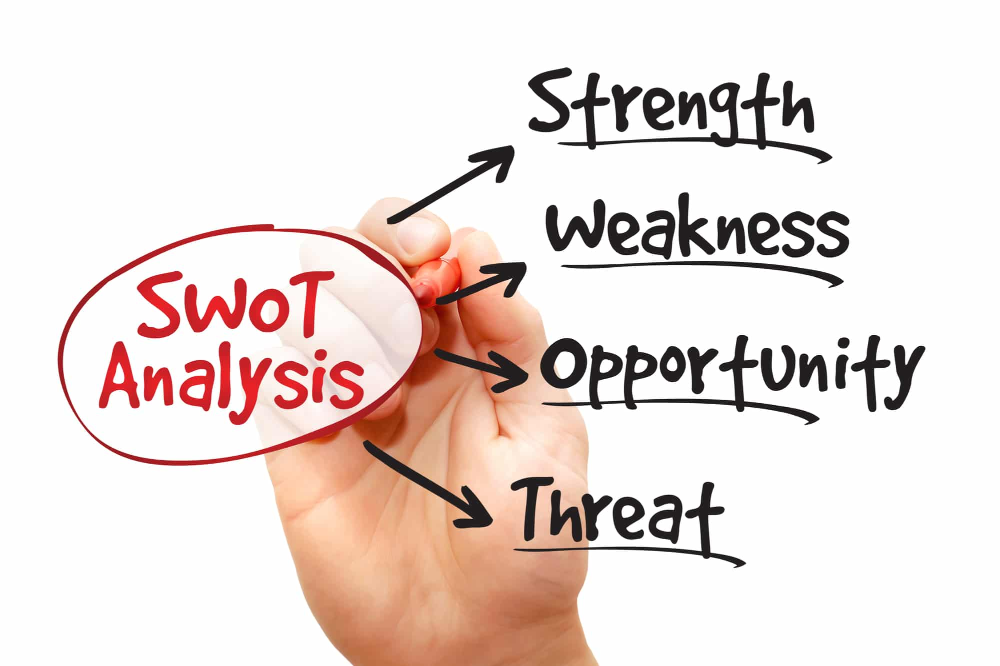 SWOT
Analysis
Strength
Weakness
Opportunity
Threat